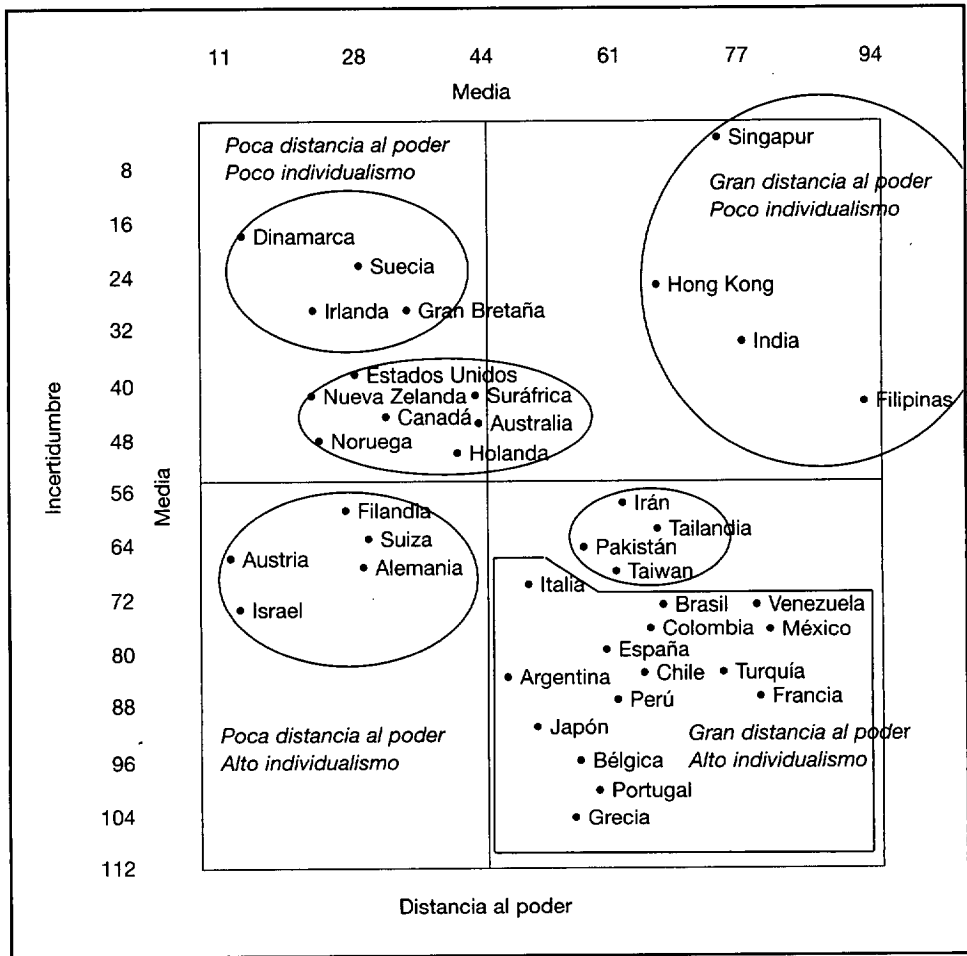 11 28 44 61 77 94
Media
Poca distancia al poder
Poco individualismo
Singapur
Gran distancia al poder
Poco individualismo
8
16
24
32
40
48
56
64
72
80
88
96
104
112
Incertidumbre
Media
Dinamarca
Suecia
Irlanda
Gran Bretaña
Hong Kong
India
Filipinas
Estados Unidos
Nueva Zelanda
Suráfrica
Canadá
Australia
Noruega
Holanda
Filandia
Suiza
Austria
Alemania
Israel
Irán
Tailandia
Pakistán
Taiwan
Italia
Brasil
Venezuela
Colombia
México
España
Argentina
Chile
Turquía
Perú
Francia
Japón
Bélgica
Portugal
Grecia
Poca distancia al poder
Alto individualismo
Gran distancia al poder
Alto individualismo
Distancia al poder